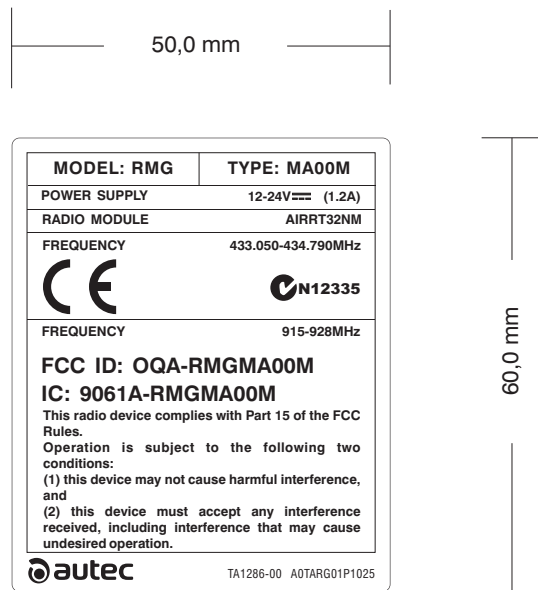 50,0 mm
MODEL: RMG TYPE: MA00M
POWER SUPPLY 12-24V (1.2A)
RADIO MODULE AIRRT32NM
FREQUENCY 433.050-434.790MHz
CE N12335
FREQUENCY 915-928MHz
FCC ID: OQA-RMGMA00M
IC: 9061A-RMGMA00M
This radio device complies with Part 15 of the FCC
Rules.
Operation is subject to the following two
conditions:
(1) this device may not cause harmful interference,
and
(2) this device must accept any interference
received, including interference that may cause
undesired operation.
autec TA1286-00 A0TARG01P1025
60,0 mm